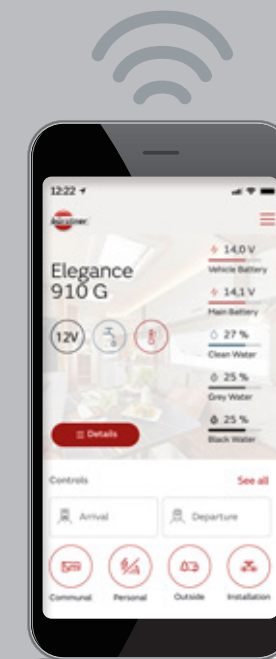 12:22
bürstner
Elegance
910 G
14,0 V
Vehicle Battery
14,1 V
Main Battery
27 %
Clean Water
25 %
Grey Water
25 %
Black Water
12V
Details
Controls
See all
Arrival
Departure
Communal
Personal
Outside
Installation